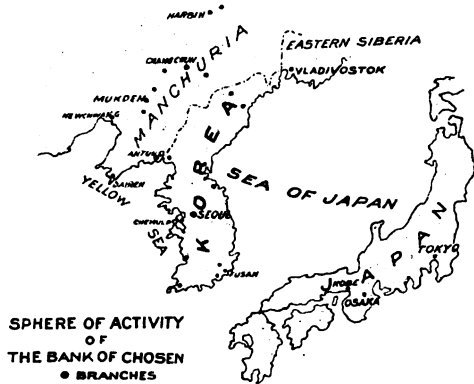 HARBIN
EASTERN SIBERIA
CHANGCHUN
VLADIVOSTOK
MANCHURIA
MUKDEN
NEWCHWANG
ANTUNG
DAIREN
YELLOW SEA
SEA OF JAPAN
KOREA
CHEMULPO
SEOUL
FUSAN
JAPAN
TOKYO
KOBE
OSAKA
SPHERE OF ACTIVITY
OF
THE BANK OF CHOSEN
BRANCHES